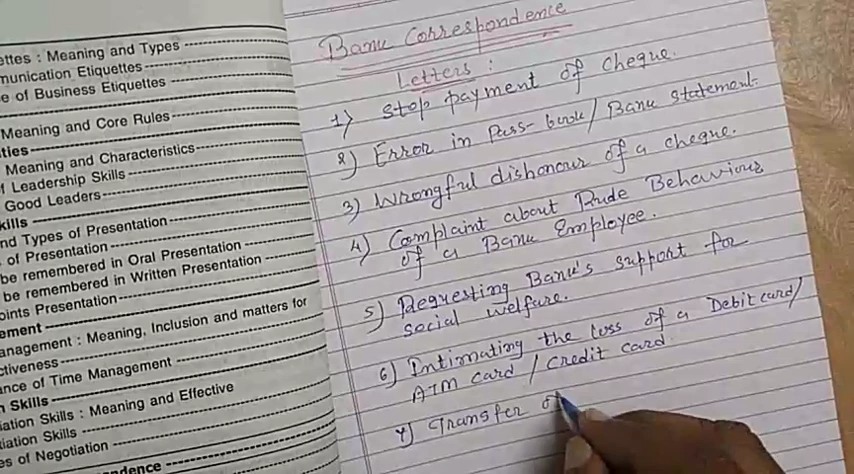 ettes : Meaning and Types
munication Etiquettes
e of Business Etiquettes
Meaning and Core Rules
ties
Meaning and Characteristics
f Leadership Skills
Good Leaders
kills
nd Types of Presentation
s of Presentation
be remembered in Oral Presentation
be remembered in Written Presentation
oints Presentation
ement
anagement : Meaning, Inclusion and matters for
ctiveness
ance of Time Management
n Skills
iation Skills : Meaning and Effective
iation Skills
es of Negotiation
dence
Bank Correspondence
Letters :
1) Stop payment of cheque.
2) Error in Pass-book/Bank statement.
3) Wrongful dishonour of a cheque.
4) Complaint about Rude Behaviour
of a Bank Employee.
5) Requesting Bank's support for
social welfare.
6) Intimating the loss of a Debit card/
ATM card / Credit card.
7) Transfer of